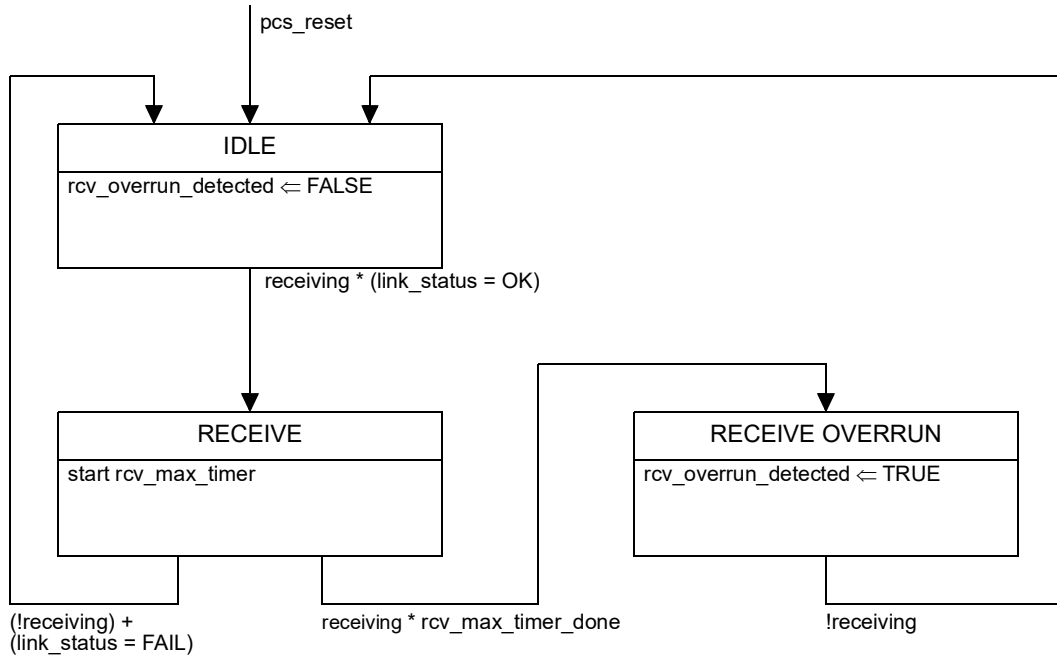 pcs_reset
IDLE
rcv_overrun_detected ⇐ FALSE
receiving * (link_status = OK)
RECEIVE
start rcv_max_timer
RECEIVE OVERRUN
rcv_overrun_detected ⇐ TRUE
(!receiving) +
(link_status = FAIL)
receiving * rcv_max_timer_done
!receiving